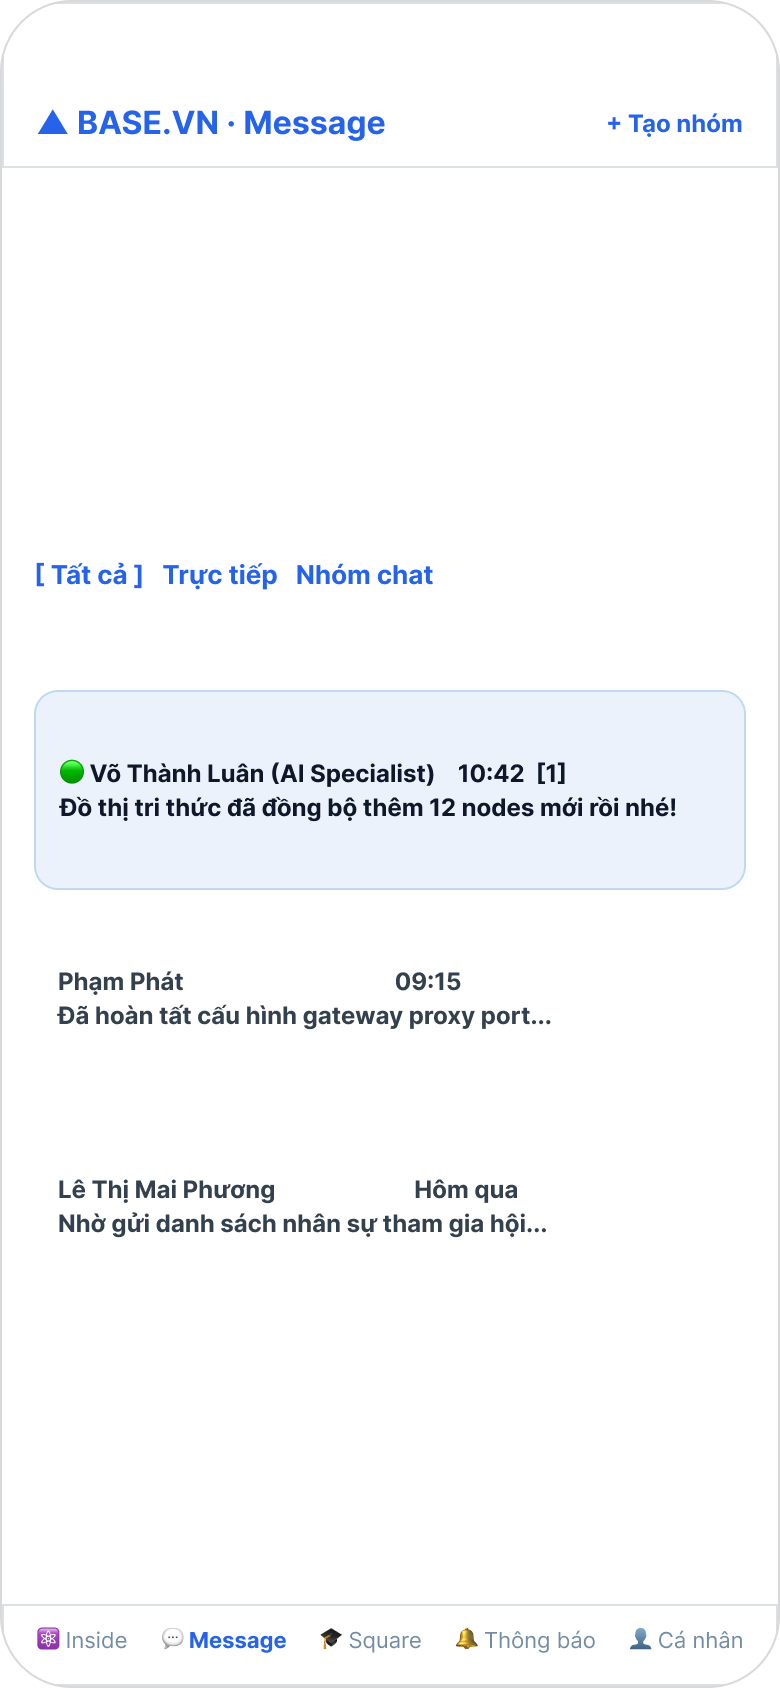 ▲ BASE.VN · Message
+ Tạo nhóm
[ Tất cả ] Trực tiếp Nhóm chat
Võ Thành Luân (AI Specialist) 10:42 [1]
Đồ thị tri thức đã đồng bộ thêm 12 nodes mới rồi nhé!
Phạm Phát 09:15
Đã hoàn tất cấu hình gateway proxy port...
Lê Thị Mai Phương Hôm qua
Nhờ gửi danh sách nhân sự tham gia hội...
Inside Message Square Thông báo Cá nhân